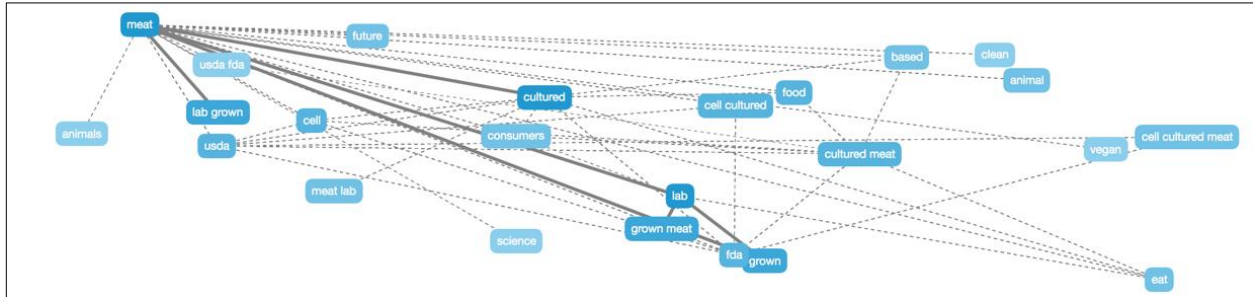 meat
future
based
clean
usda fda
animal
food
cultured
cell cultured
lab grown
cell
animals
consumers
cell cultured meat
usda
vegan
cultured meat
meat lab
lab
grown meat
science
fda
grown
eat